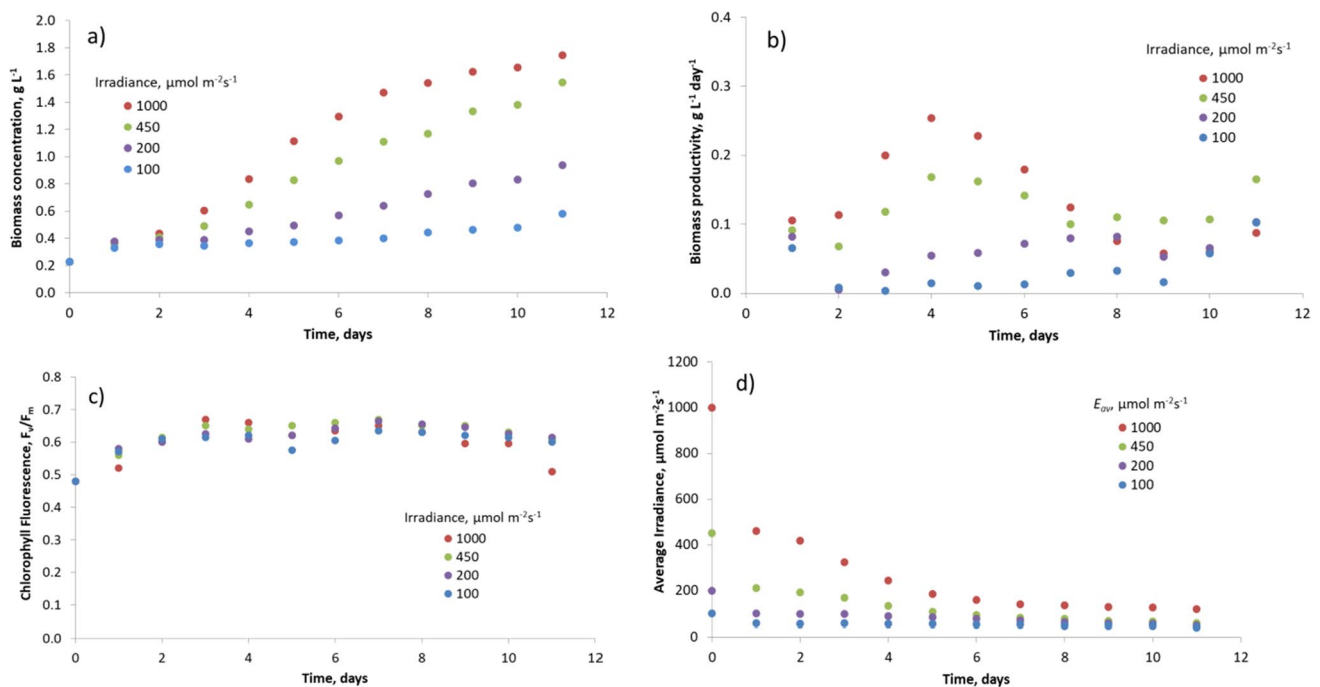 a)
Biomass concentration, g L⁻¹
2.0
1.8
1.6
1.4
1.2
1.0
0.8
0.6
0.4
0.2
0.0
Irradiance, µmol m⁻²s⁻¹
1000
450
200
100
0 2 4 6 8 10 12
Time, days
b)
Biomass productivity, g L⁻¹ day⁻¹
0.4
0.3
0.2
0.1
0.0
Irradiance, µmol m⁻²s⁻¹
1000
450
200
100
0 2 4 6 8 10 12
Time, days
c)
Chlorophyll Fluorescence, Fᵥ/Fₘ
0.8
0.7
0.6
0.5
0.4
0.3
0.2
0.1
0.0
Irradiance, µmol m⁻²s⁻¹
1000
450
200
100
0 2 4 6 8 10 12
Time, days
d)
Average Irradiance, µmol m⁻²s⁻¹
1200
1000
800
600
400
200
0
Eav, µmol m⁻²s⁻¹
1000
450
200
100
0 2 4 6 8 10 12
Time, days